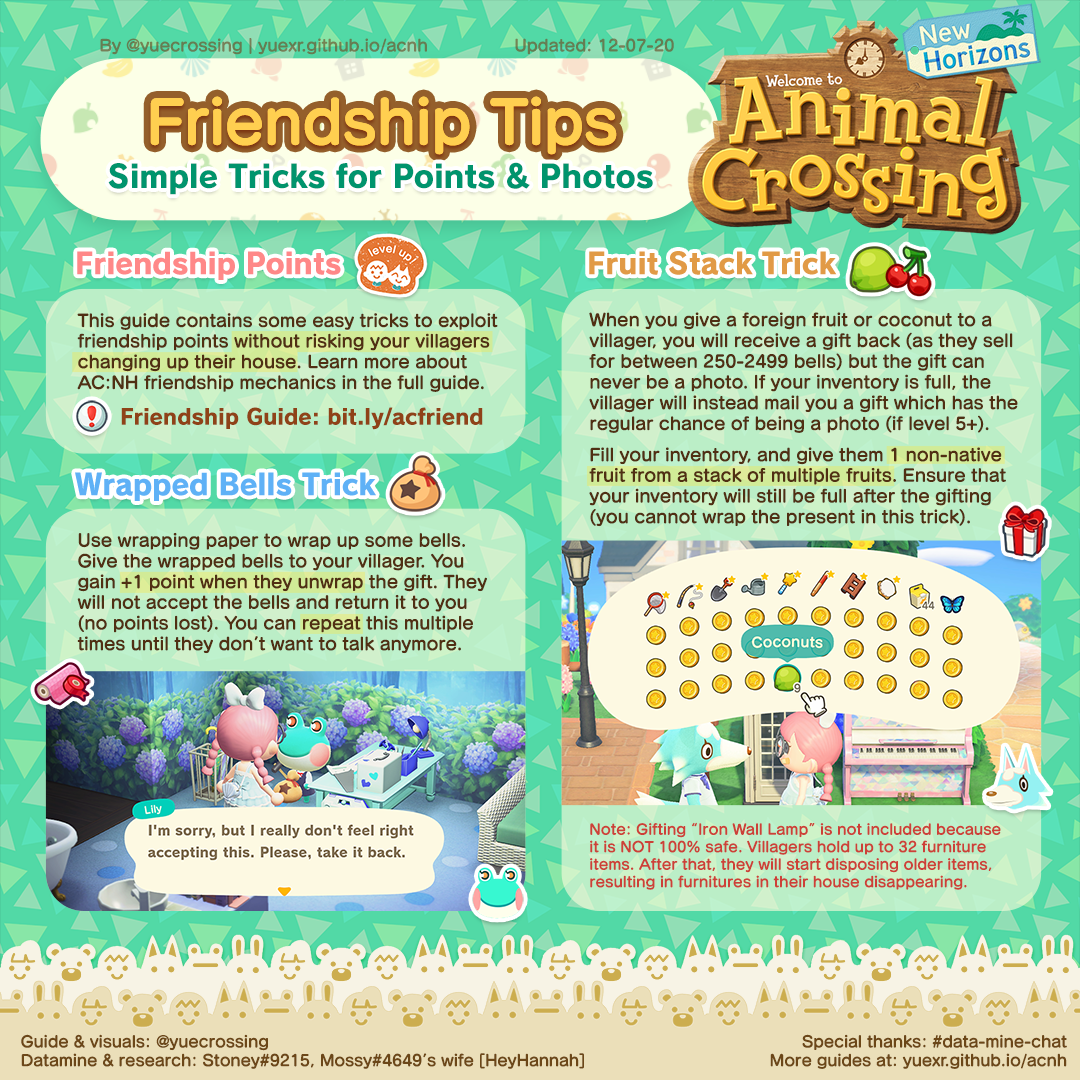 By @yuecrossing | yuexr.github.io/acnh
Updated: 12-07-20
Welcome to
Animal
Crossing
New
Horizons
Friendship Tips
Simple Tricks for Points & Photos
Friendship Points
level up!
This guide contains some easy tricks to exploit
friendship points without risking your villagers
changing up their house. Learn more about
AC:NH friendship mechanics in the full guide.
Friendship Guide: bit.ly/acfriend
Wrapped Bells Trick
Use wrapping paper to wrap up some bells.
Give the wrapped bells to your villager. You
gain +1 point when they unwrap the gift. They
will not accept the bells and return it to you
(no points lost). You can repeat this multiple
times until they don't want to talk anymore.
Lily
I'm sorry, but I really don't feel right
accepting this. Please, take it back.
Fruit Stack Trick
When you give a foreign fruit or coconut to a
villager, you will receive a gift back (as they sell
for between 250-2499 bells) but the gift can
never be a photo. If your inventory is full, the
villager will instead mail you a gift which has the
regular chance of being a photo (if level 5+).
Fill your inventory, and give them 1 non-native
fruit from a stack of multiple fruits. Ensure that
your inventory will still be full after the gifting
(you cannot wrap the present in this trick).
44
Coconuts
9
Note: Gifting "Iron Wall Lamp" is not included because
it is NOT 100% safe. Villagers hold up to 32 furniture
items. After that, they will start disposing older items,
resulting in furnitures in their house disappearing.
Guide & visuals: @yuecrossing
Datamine & research: Stoney#9215, Mossy#4649's wife [HeyHannah]
Special thanks: #data-mine-chat
More guides at: yuexr.github.io/acnh